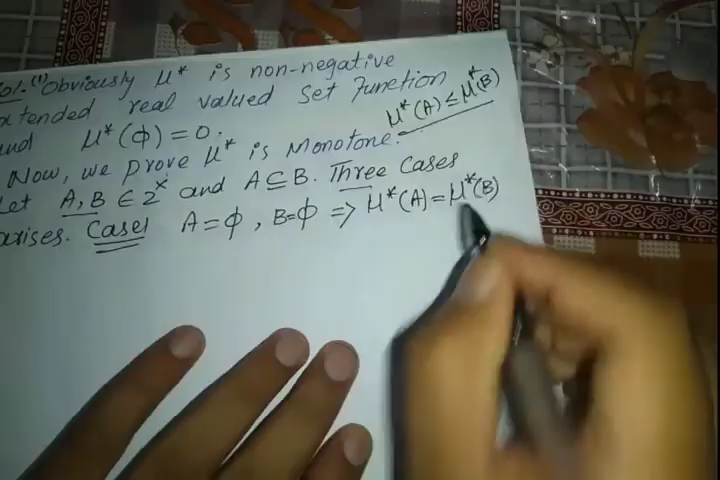 Sol. (1) Obviously μ* is non-negative
extended real valued Set Function
and μ*(φ) = 0. μ*(A) ≤ μ*(B)
Now, we prove μ* is Monotone.
Let A, B ∈ 2^X and A ⊆ B. Three Cases
arises. Case I A = φ , B = φ => μ*(A) = μ*(B)